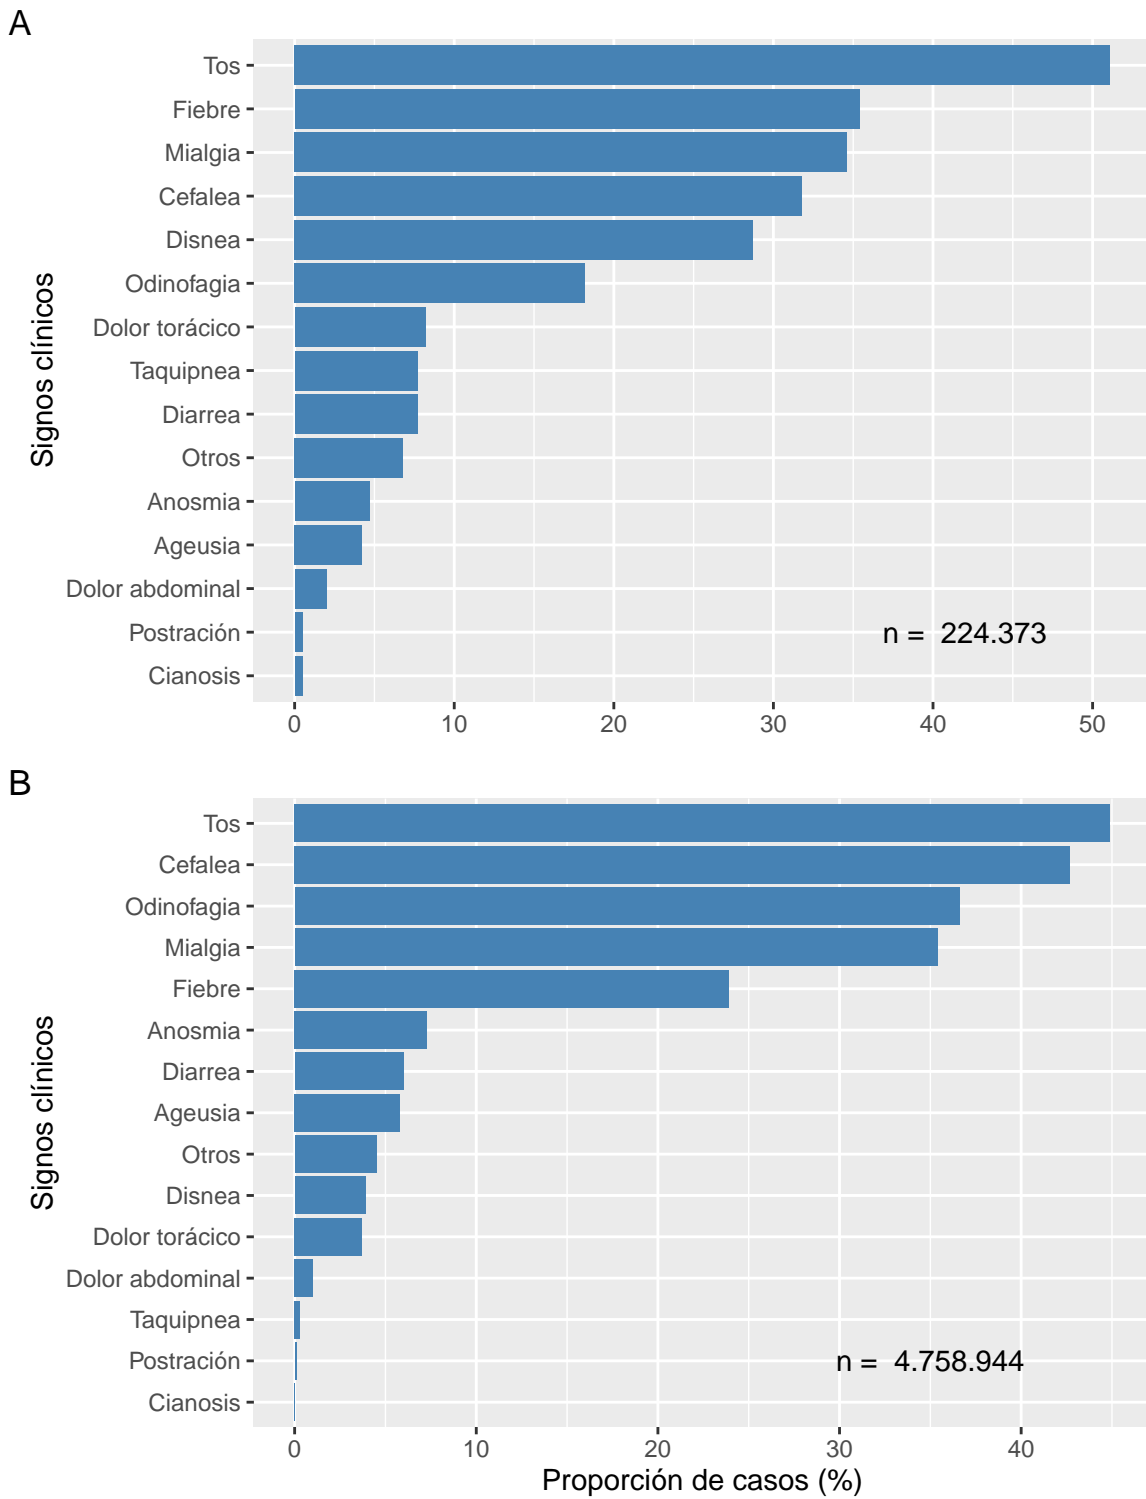 A
Signos clínicos
Tos
Fiebre
Mialgia
Cefalea
Disnea
Odinofagia
Dolor torácico
Taquipnea
Diarrea
Otros
Anosmia
Ageusia
Dolor abdominal
Postración
Cianosis
n = 224.373
0 10 20 30 40 50
B
Signos clínicos
Tos
Cefalea
Odinofagia
Mialgia
Fiebre
Anosmia
Diarrea
Ageusia
Otros
Disnea
Dolor torácico
Dolor abdominal
Taquipnea
Postración
Cianosis
n = 4.758.944
0 10 20 30 40
Proporción de casos (%)